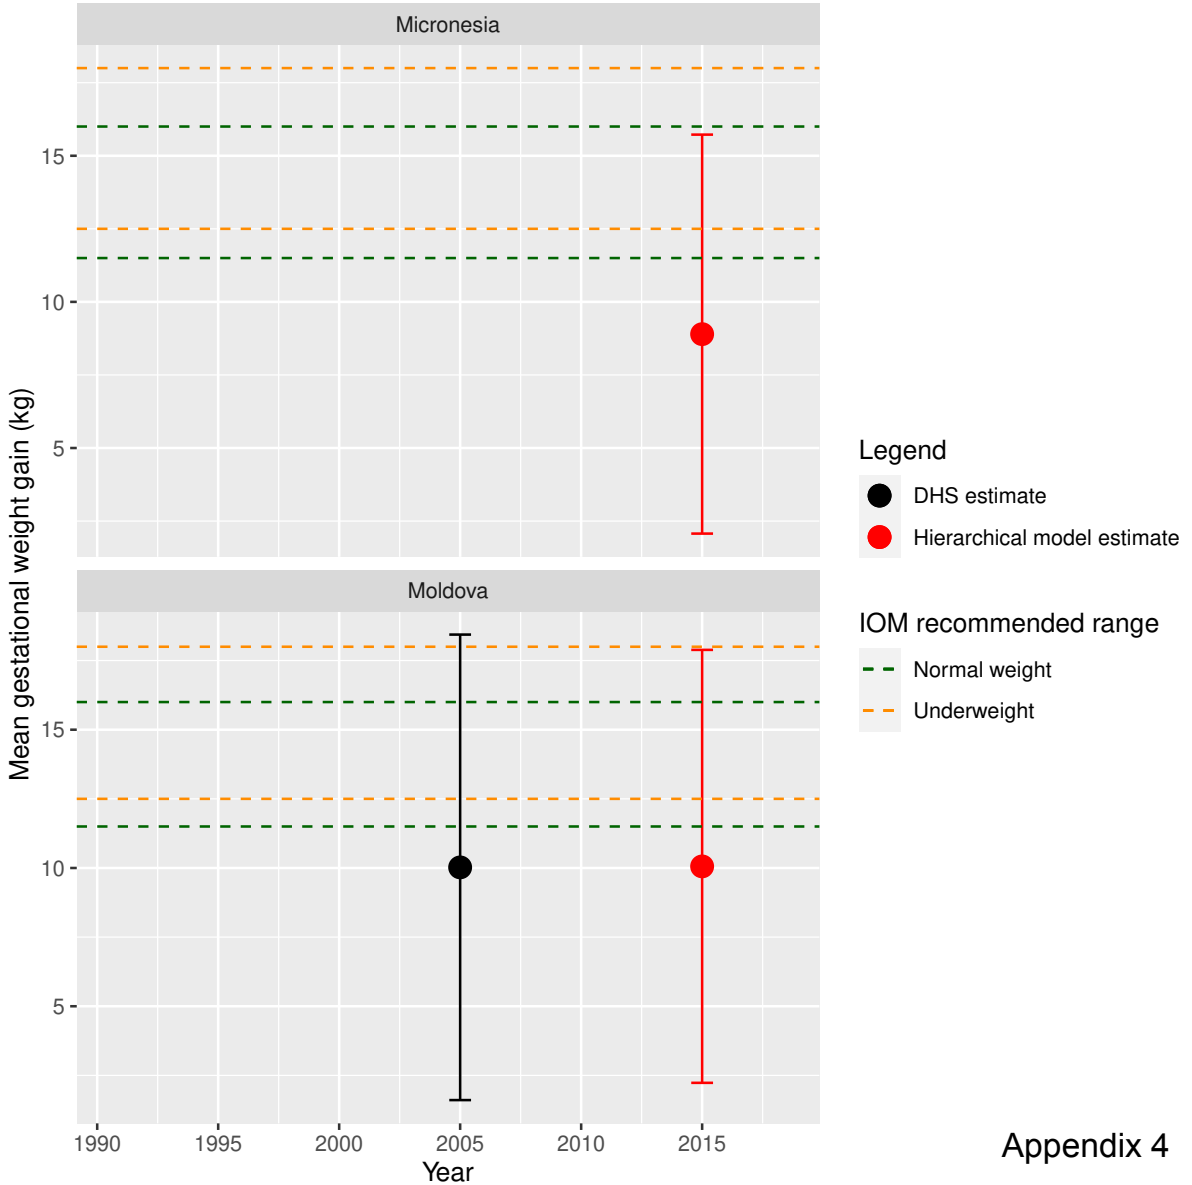 Micronesia
15
10
5
Mean gestational weight gain (kg)
Moldova
15
10
5
1990 1995 2000 2005 2010 2015
Year
Legend
DHS estimate
Hierarchical model estimate
IOM recommended range
Normal weight
Underweight
Appendix 4